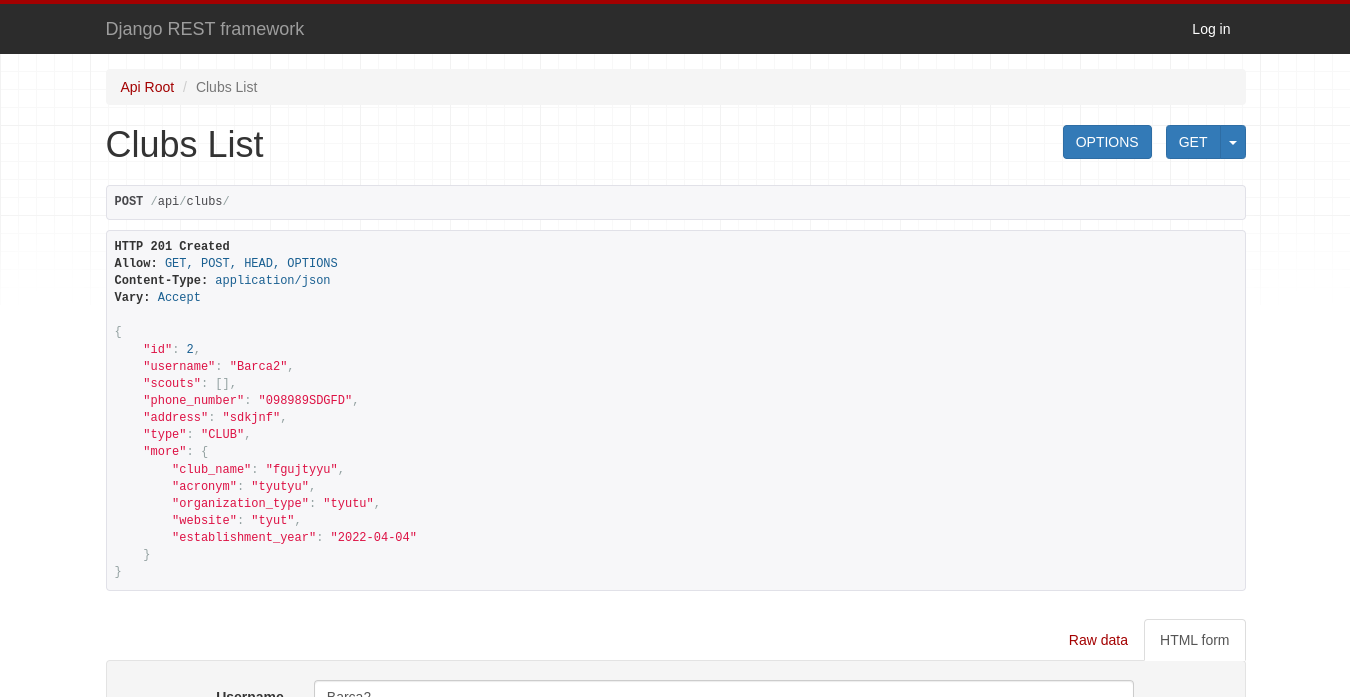 Django REST framework
Log in
Api Root / Clubs List
Clubs List
OPTIONS
GET
POST /api/clubs/
HTTP 201 Created
Allow: GET, POST, HEAD, OPTIONS
Content-Type: application/json
Vary: Accept
{
    "id": 2,
    "username": "Barca2",
    "scouts": [],
    "phone_number": "098989SDGFD",
    "address": "sdkjnf",
    "type": "CLUB",
    "more": {
        "club_name": "fgujtyyu",
        "acronym": "tyutyu",
        "organization_type": "tyutu",
        "website": "tyut",
        "establishment_year": "2022-04-04"
    }
}
Raw data
HTML form
Username
Barca2